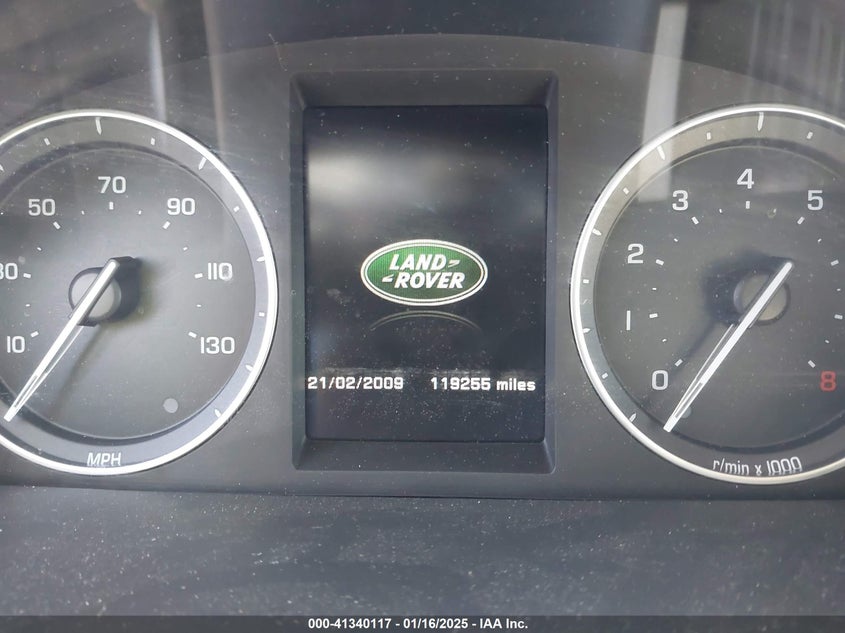 50 70 90
30 110
10 130
MPH
LAND-
-ROVER
21/02/2009 119255 miles
4
3 5
2
1
0 8
r/min x 1000
000-41340117 - 01/16/2025 - IAA Inc.